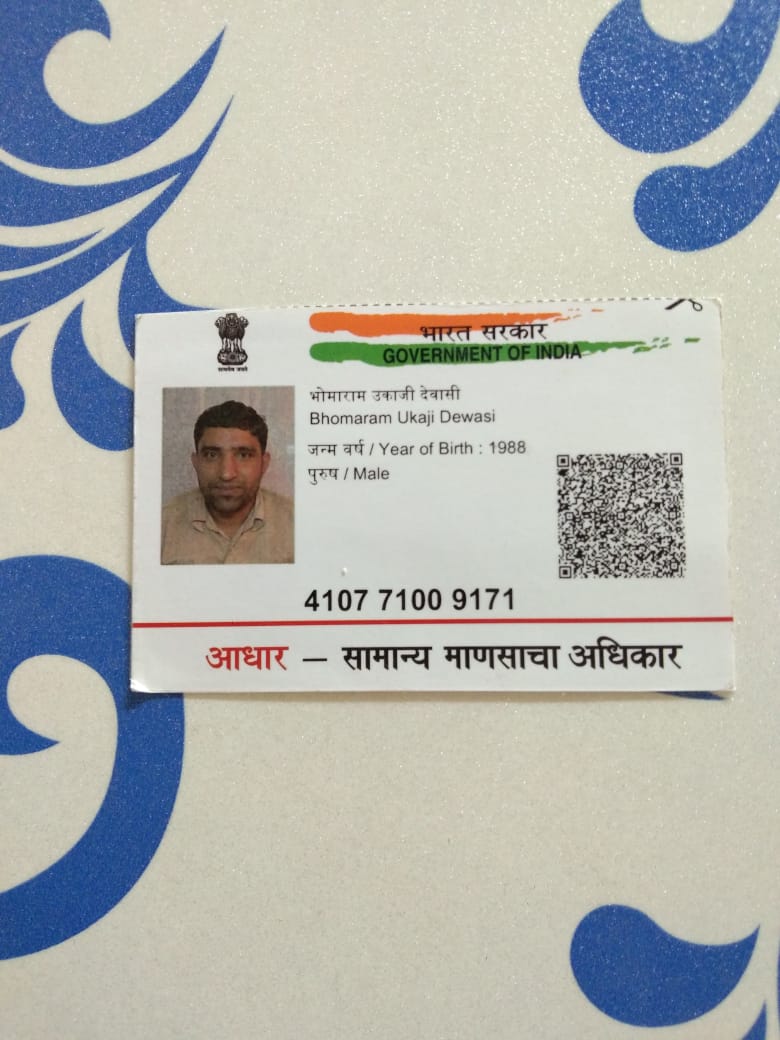 भारत सरकार
GOVERNMENT OF INDIA
सत्यमेव जयते
भोमाराम उकाजी देवासी
Bhomaram Ukaji Dewasi
जन्म वर्ष / Year of Birth : 1988
पुरुष / Male
4107 7100 9171
आधार – सामान्य माणसाचा अधिकार